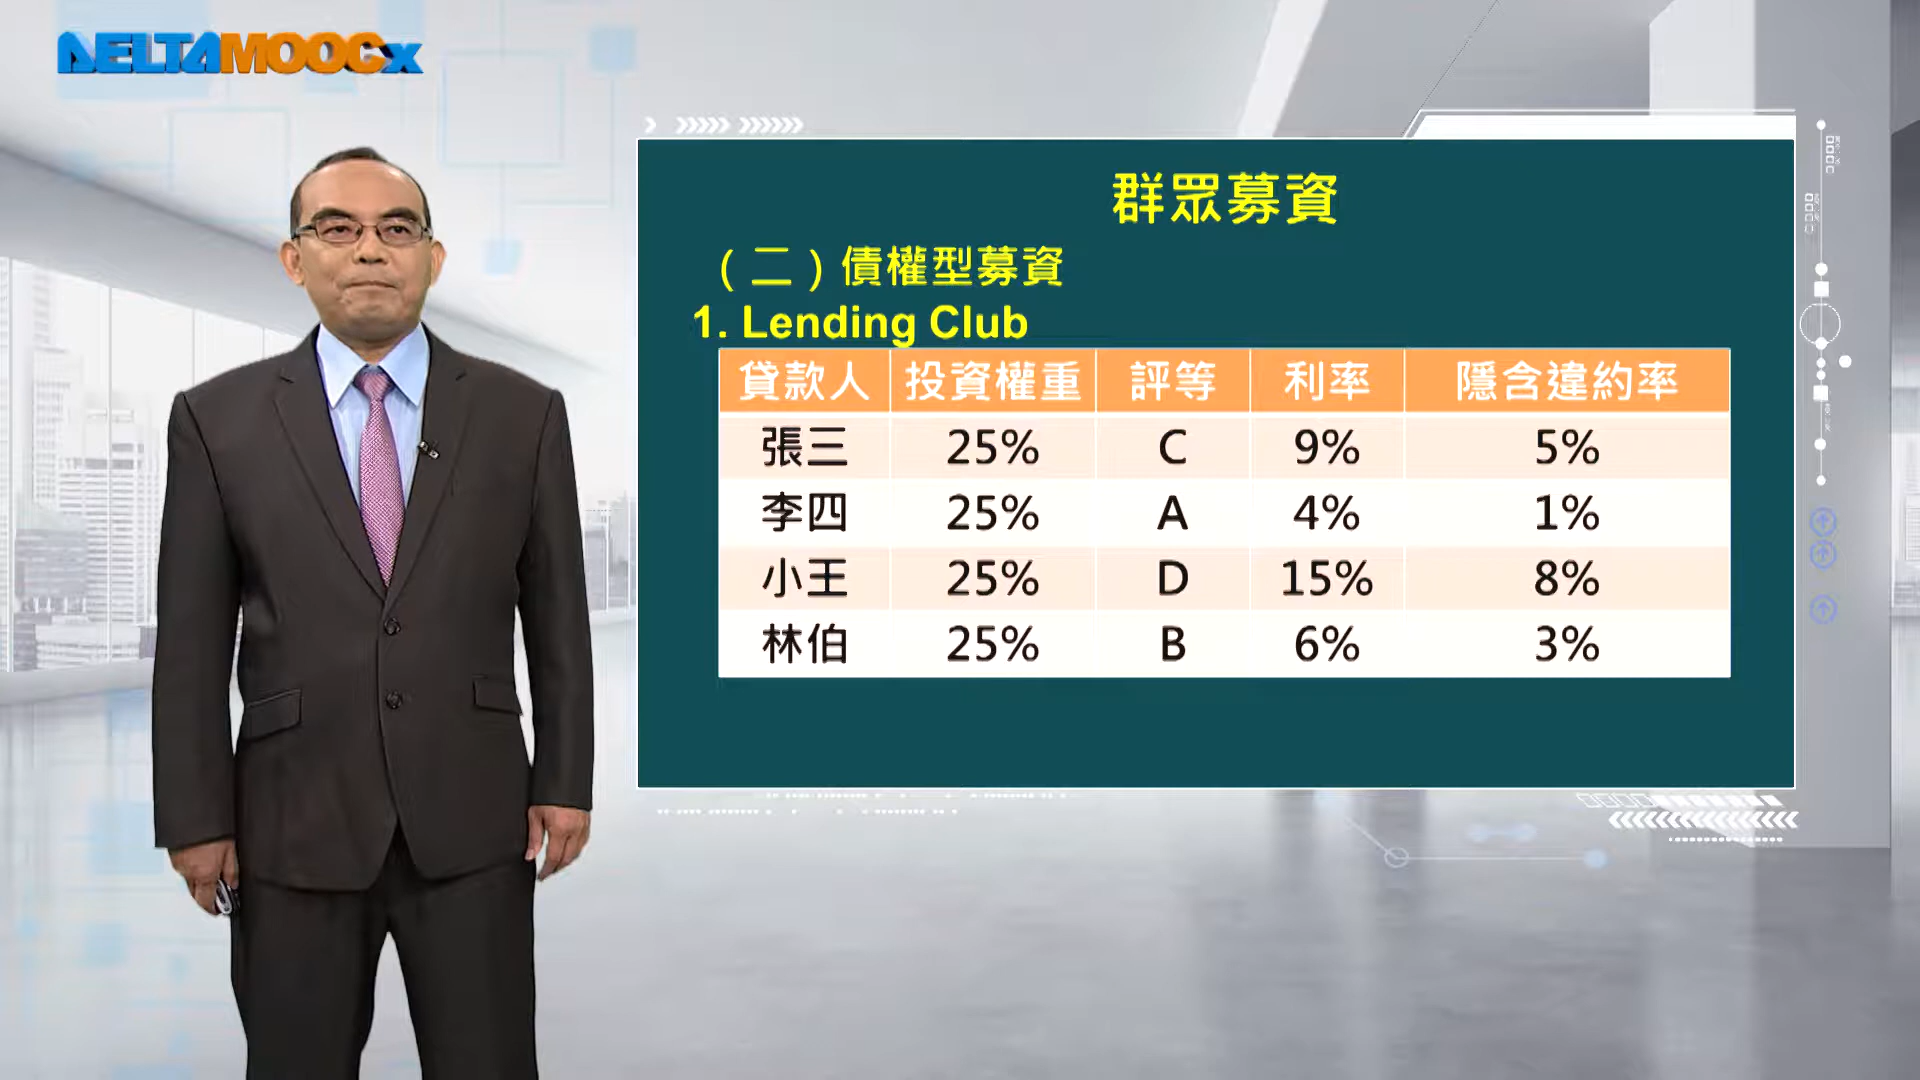 DELTAMOOCx
群眾募資
（二）債權型募資
1. Lending Club
貸款人 投資權重 評等 利率 隱含違約率
張三 25% C 9% 5%
李四 25% A 4% 1%
小王 25% D 15% 8%
林伯 25% B 6% 3%